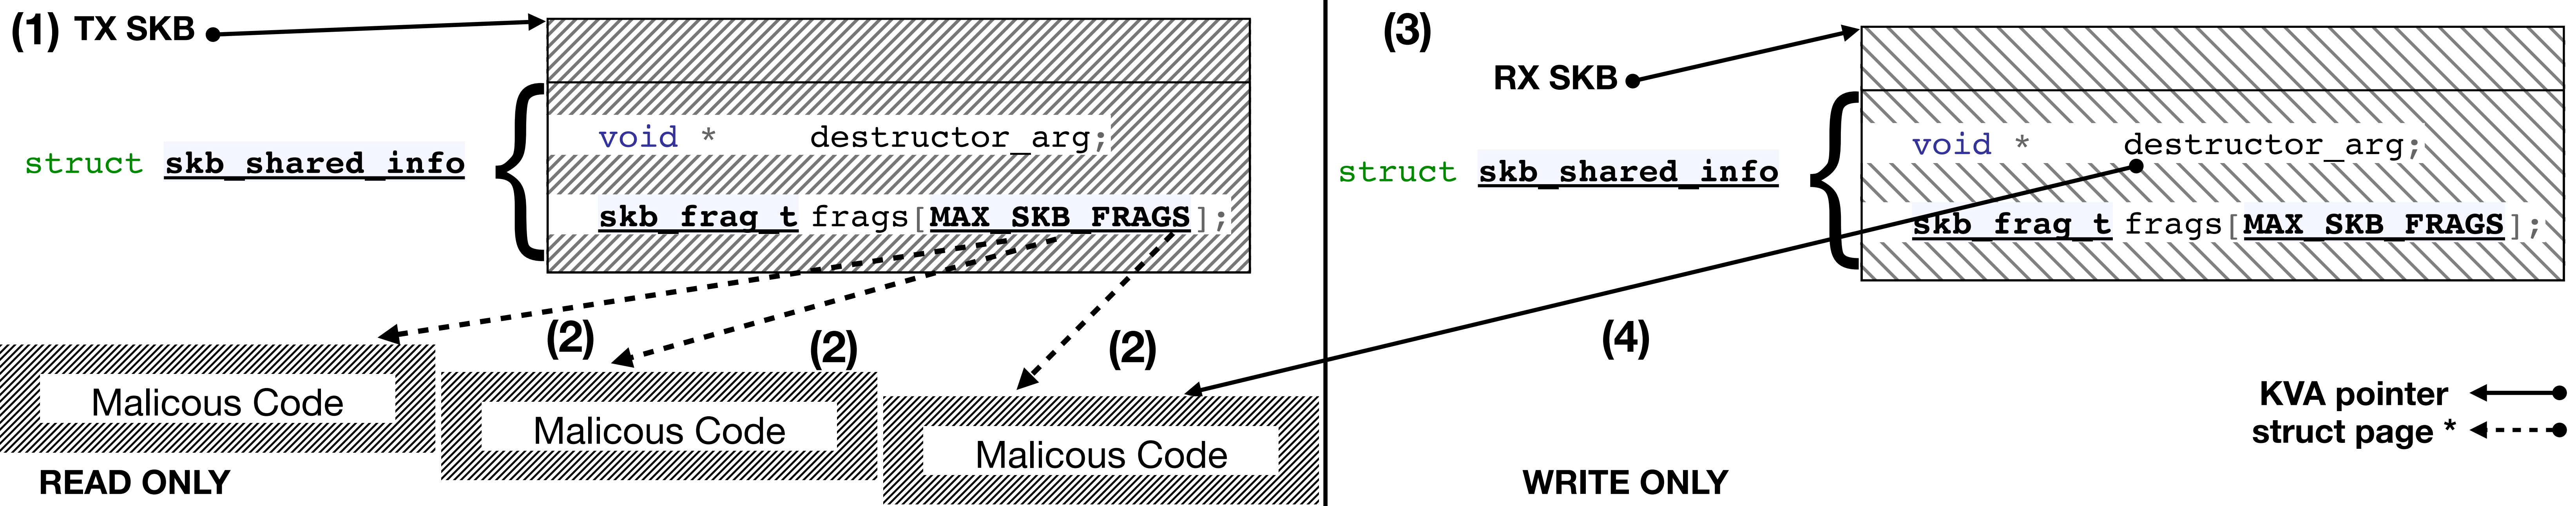 (1) TX SKB
void * destructor_arg;
struct skb_shared_info
skb_frag_t frags[MAX_SKB_FRAGS];
(2)
(2)
(2)
Malicous Code
Malicous Code
Malicous Code
READ ONLY
(3)
RX SKB
void * destructor_arg;
struct skb_shared_info
skb_frag_t frags[MAX_SKB_FRAGS];
(4)
KVA pointer
struct page *
WRITE ONLY